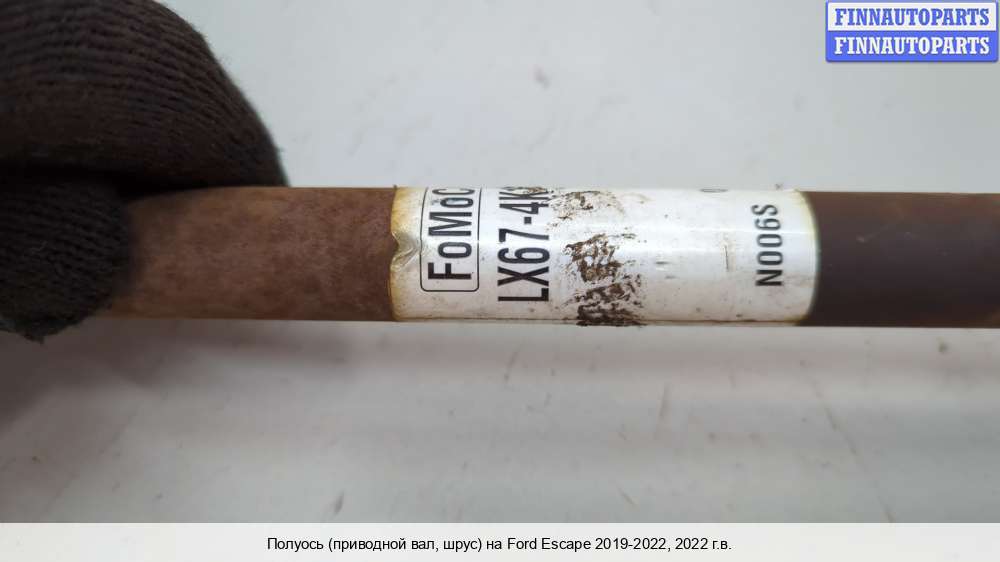 FINNAUTOPARTS
FINNAUTOPARTS
FoMoC
LX67-4K
N006S
Полуось (приводной вал, шрус) на Ford Escape 2019-2022, 2022 г.в.